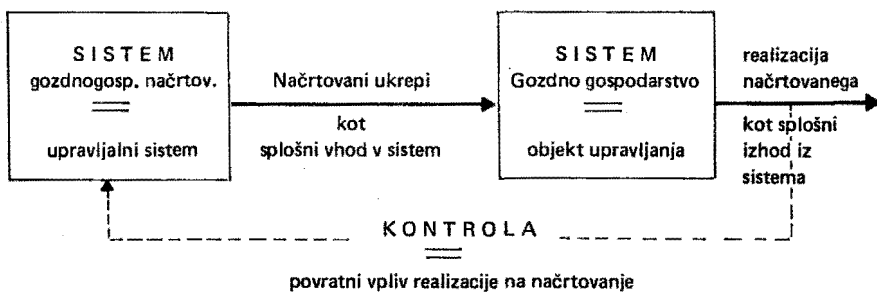 SISTEM
gozdnogosp. načrtov.
upravljalni sistem
Načrtovani ukrepi
kot
splošni vhod v sistem
SISTEM
Gozdno gospodarstvo
objekt upravljanja
realizacija
načrtovanega
kot splošni
izhod iz
sistema
KONTROLA
povratni vpliv realizacije na načrtovanje